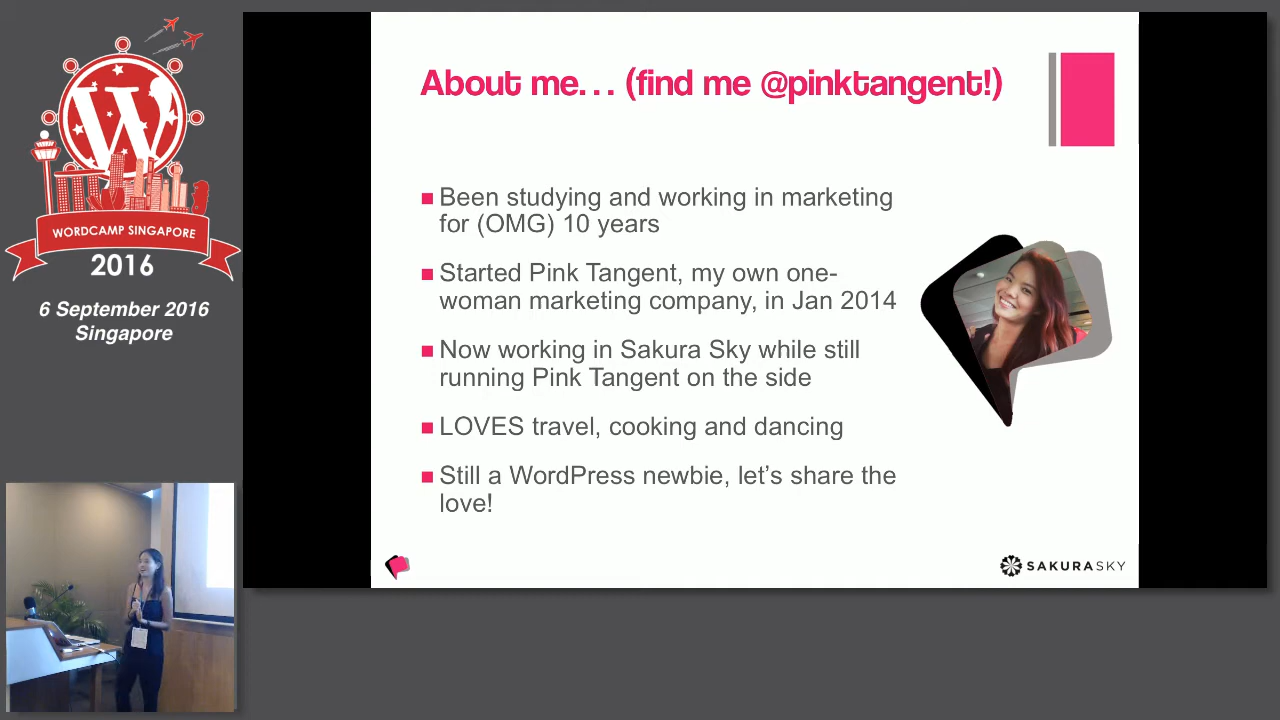 WORDCAMP SINGAPORE
2016
6 September 2016
Singapore
About me... (find me @pinktangent!)
Been studying and working in marketing
for (OMG) 10 years
Started Pink Tangent, my own one-
woman marketing company, in Jan 2014
Now working in Sakura Sky while still
running Pink Tangent on the side
LOVES travel, cooking and dancing
Still a WordPress newbie, let’s share the
love!
SAKURASKY